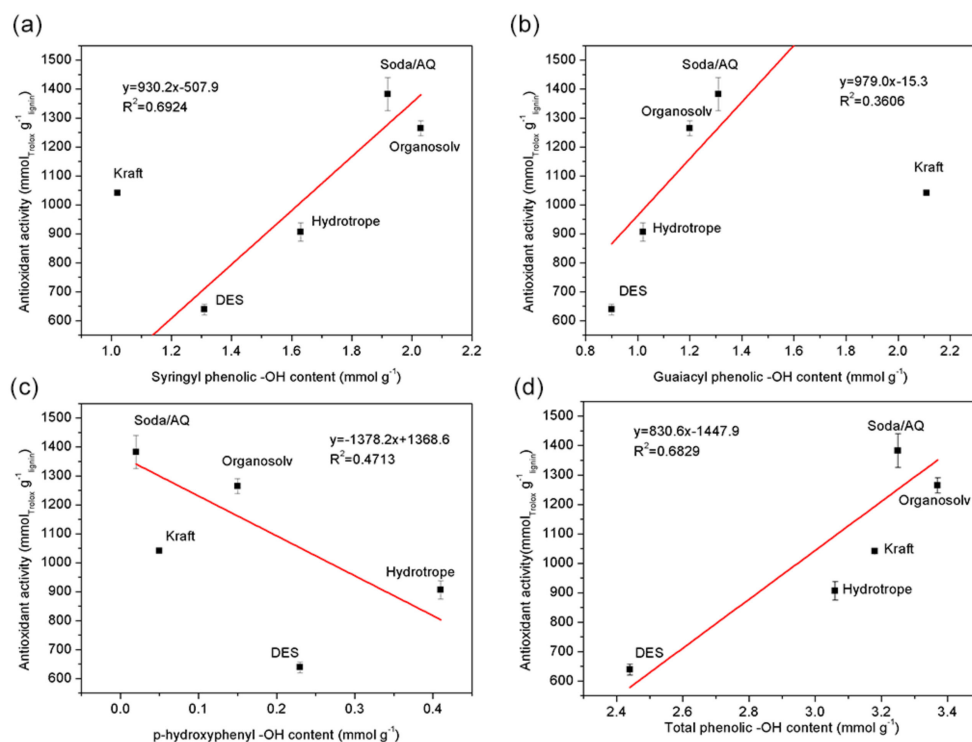 (a)
Antioxidant activity (mmol_Trolox g⁻¹_lignin)
1500
1400
1300
1200
1100
1000
900
800
700
600
y=930.2x-507.9
R²=0.6924
Soda/AQ
Organosolv
Kraft
Hydrotrope
DES
1.0 1.2 1.4 1.6 1.8 2.0 2.2
Syringyl phenolic -OH content (mmol g⁻¹)
(b)
Antioxidant activity (mmol_Trolox g⁻¹_lignin)
1500
1400
1300
1200
1100
1000
900
800
700
600
Soda/AQ
y=979.0x-15.3
R²=0.3606
Organosolv
Kraft
Hydrotrope
DES
0.8 1.0 1.2 1.4 1.6 1.8 2.0 2.2
Guaiacyl phenolic -OH content (mmol g⁻¹)
(c)
Antioxidant activity (mmol_Trolox g⁻¹_lignin)
1500
1400
1300
1200
1100
1000
900
800
700
600
Soda/AQ
y=-1378.2x+1368.6
R²=0.4713
Organosolv
Kraft
Hydrotrope
DES
0.0 0.1 0.2 0.3 0.4
p-hydroxyphenyl -OH content (mmol g⁻¹)
(d)
Antioxidant activity(mmol_Trolox g⁻¹_lignin)
1500
1400
1300
1200
1100
1000
900
800
700
600
y=830.6x-1447.9
R²=0.6829
Soda/AQ
Organosolv
Kraft
Hydrotrope
DES
2.4 2.6 2.8 3.0 3.2 3.4
Total phenolic -OH content (mmol g⁻¹)